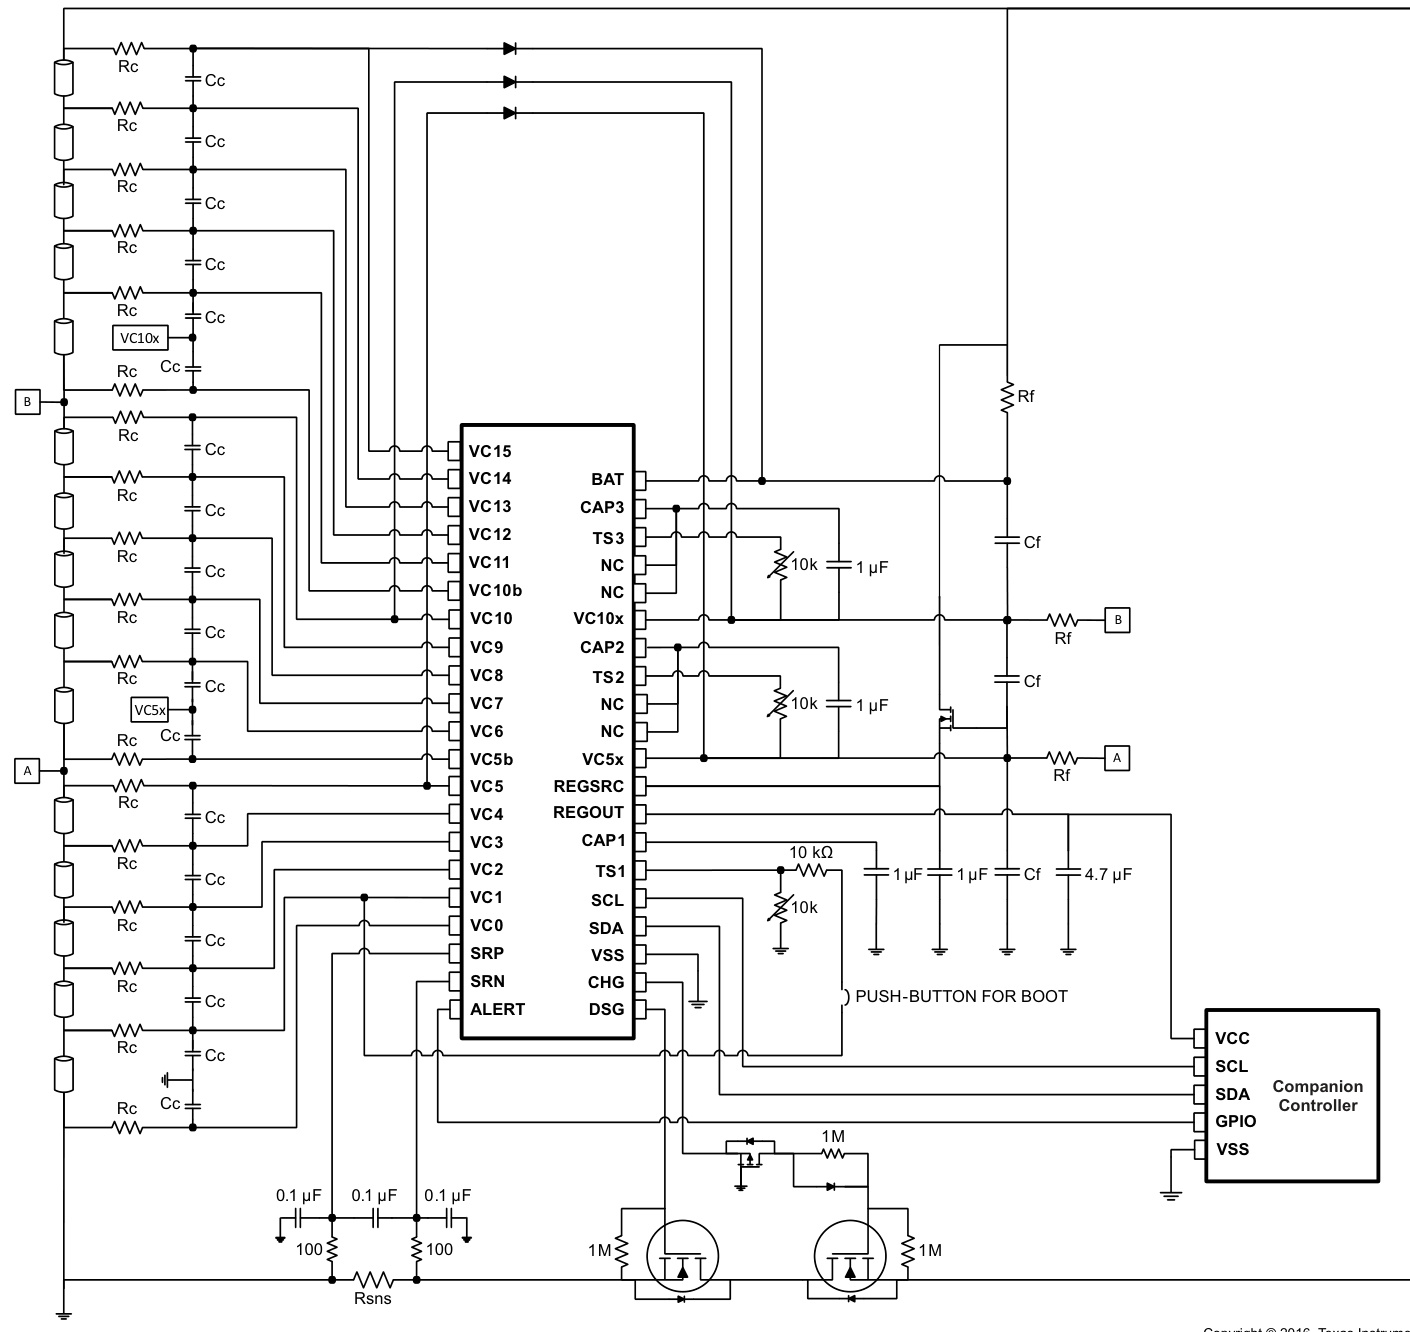 Rc
Cc
Rc
Cc
Rc
Cc
Rc
Cc
Rc
Cc
VC10x
Cc
Rc
B
Rc
Cc
Rc
Cc
Rc
Cc
Rc
Cc
Rc
Cc
VC5x
Cc
Rc
A
Rc
Cc
Rc
Cc
Rc
Cc
Rc
Cc
Rc
Cc
Cc
Rc
VC15
VC14
VC13
VC12
VC11
VC10b
VC10
VC9
VC8
VC7
VC6
VC5b
VC5
VC4
VC3
VC2
VC1
VC0
SRP
SRN
ALERT
BAT
CAP3
TS3
NC
NC
VC10x
CAP2
TS2
NC
NC
VC5x
REGSRC
REGOUT
CAP1
TS1
SCL
SDA
VSS
CHG
DSG
10k
1 µF
10k
1 µF
Rf
Cf
Rf
B
Cf
Rf
A
10 kΩ
10k
1 µF
1 µF
Cf
4.7 µF
PUSH-BUTTON FOR BOOT
VCC
SCL
SDA
GPIO
VSS
Companion
Controller
0.1 µF
0.1 µF
0.1 µF
100
100
Rsns
1M
1M
1M